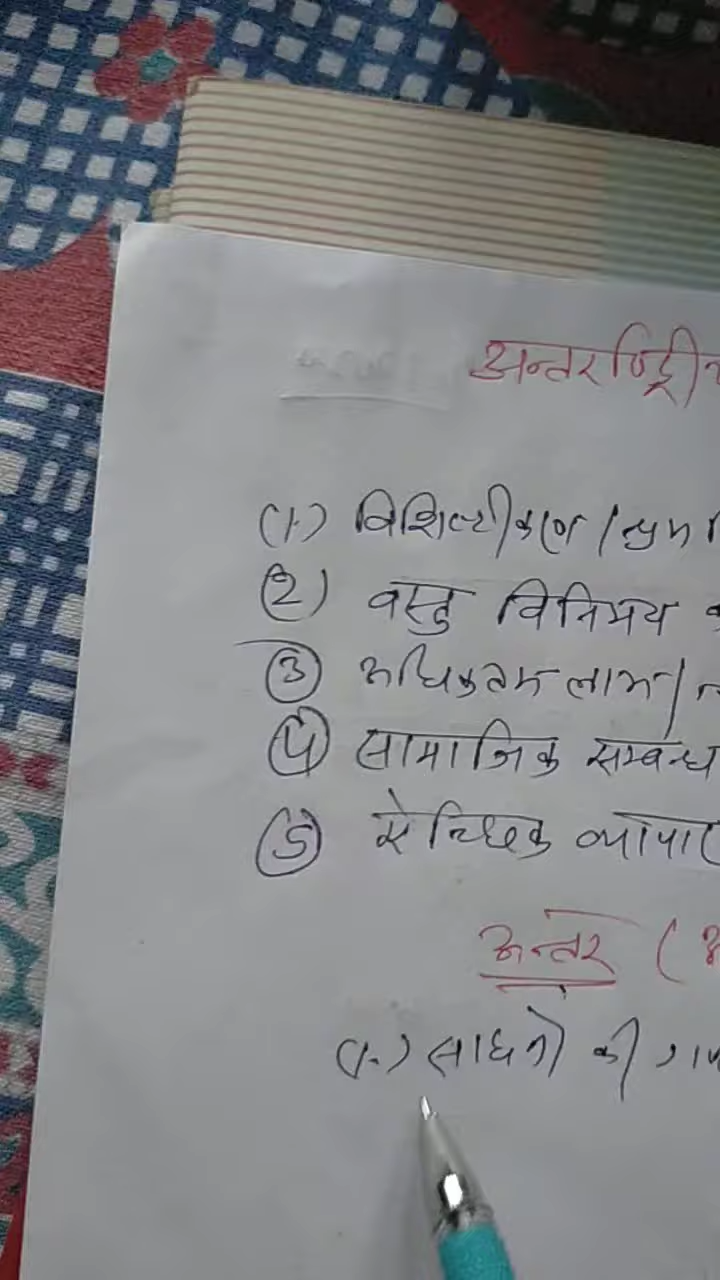 अन्तर्राष्ट्रीय
(1.) विशिष्टीकरण / श्रम
(2) वस्तु विनिमय
(3) अधिकतम लाभ /
(4) सामाजिक सम्बन्ध
(5) ऐच्छिक व्यापा
अन्तर (
(1.) साधनों की